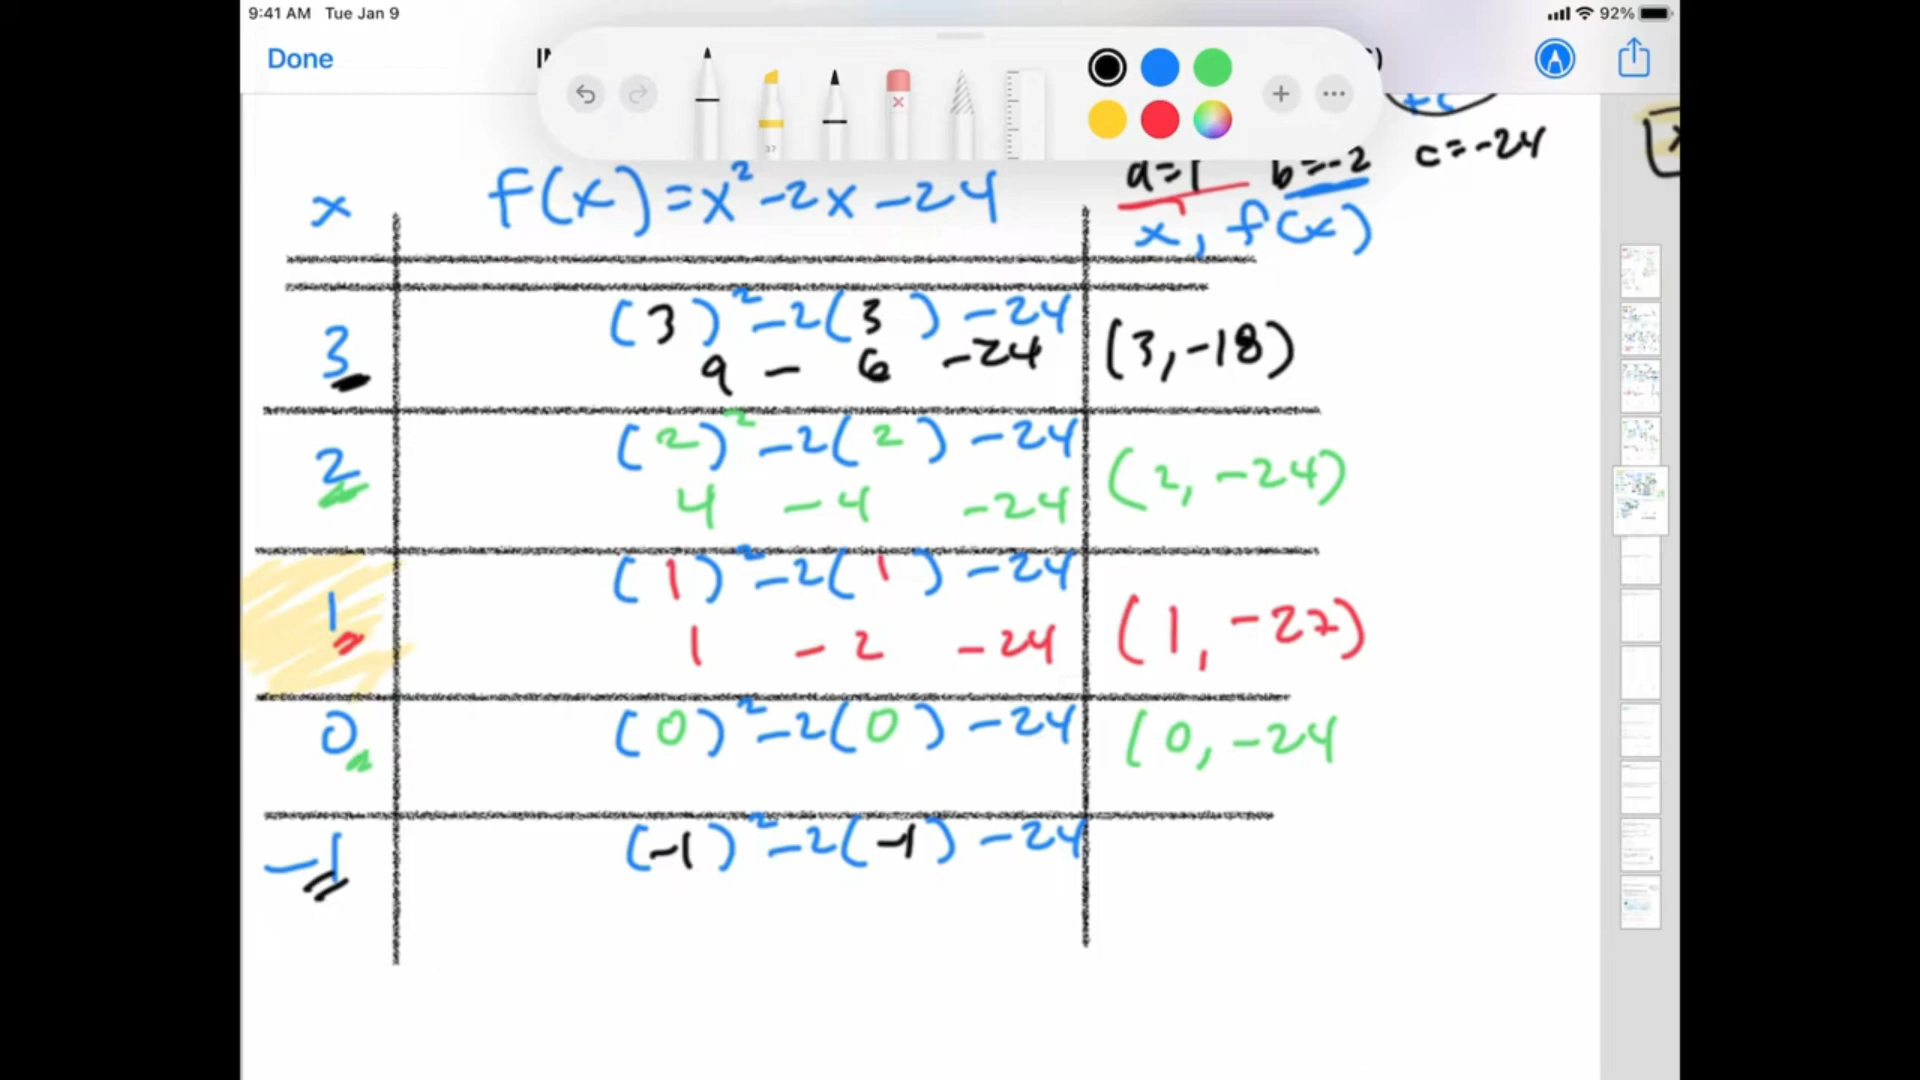 9:41 AM Tue Jan 9 92%
Done
37
a=1 b=-2 c=-24
x f(x)=x²-2x-24 x, f(x)
3 (3)²-2(3)-24 (3,-18)
9 - 6 -24
2 (2)²-2(2)-24 (2,-24)
4 -4 -24
1 (1)²-2(1)-24 (1,-27)
1 -2 -24
0 (0)²-2(0)-24 (0,-24
-1 (-1)²-2(-1)-24